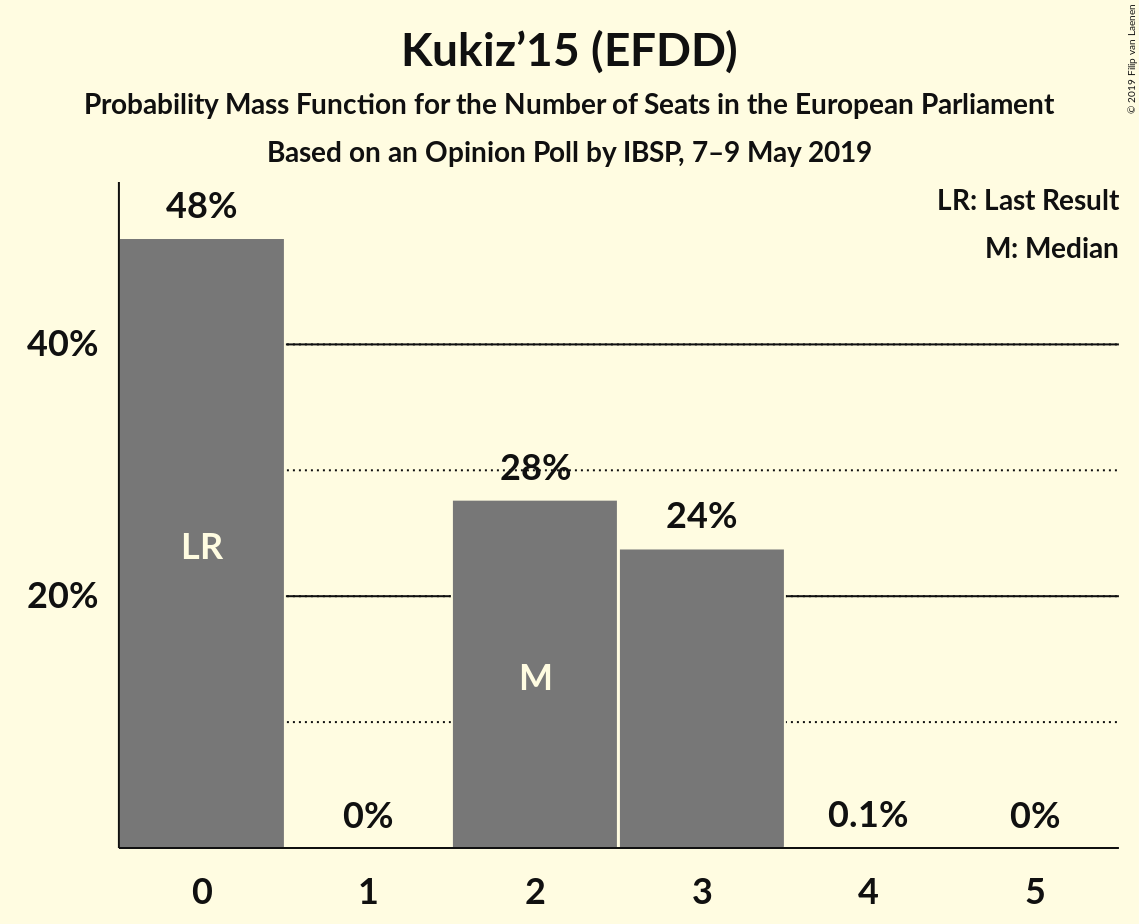 Kukiz’15 (EFDD)
Probability Mass Function for the Number of Seats in the European Parliament
Based on an Opinion Poll by IBSP, 7–9 May 2019
© 2019 Filip van Laenen
LR: Last Result
M: Median
48%
40%
28%
24%
20%
LR
M
0%
0.1%
0%
0 1 2 3 4 5